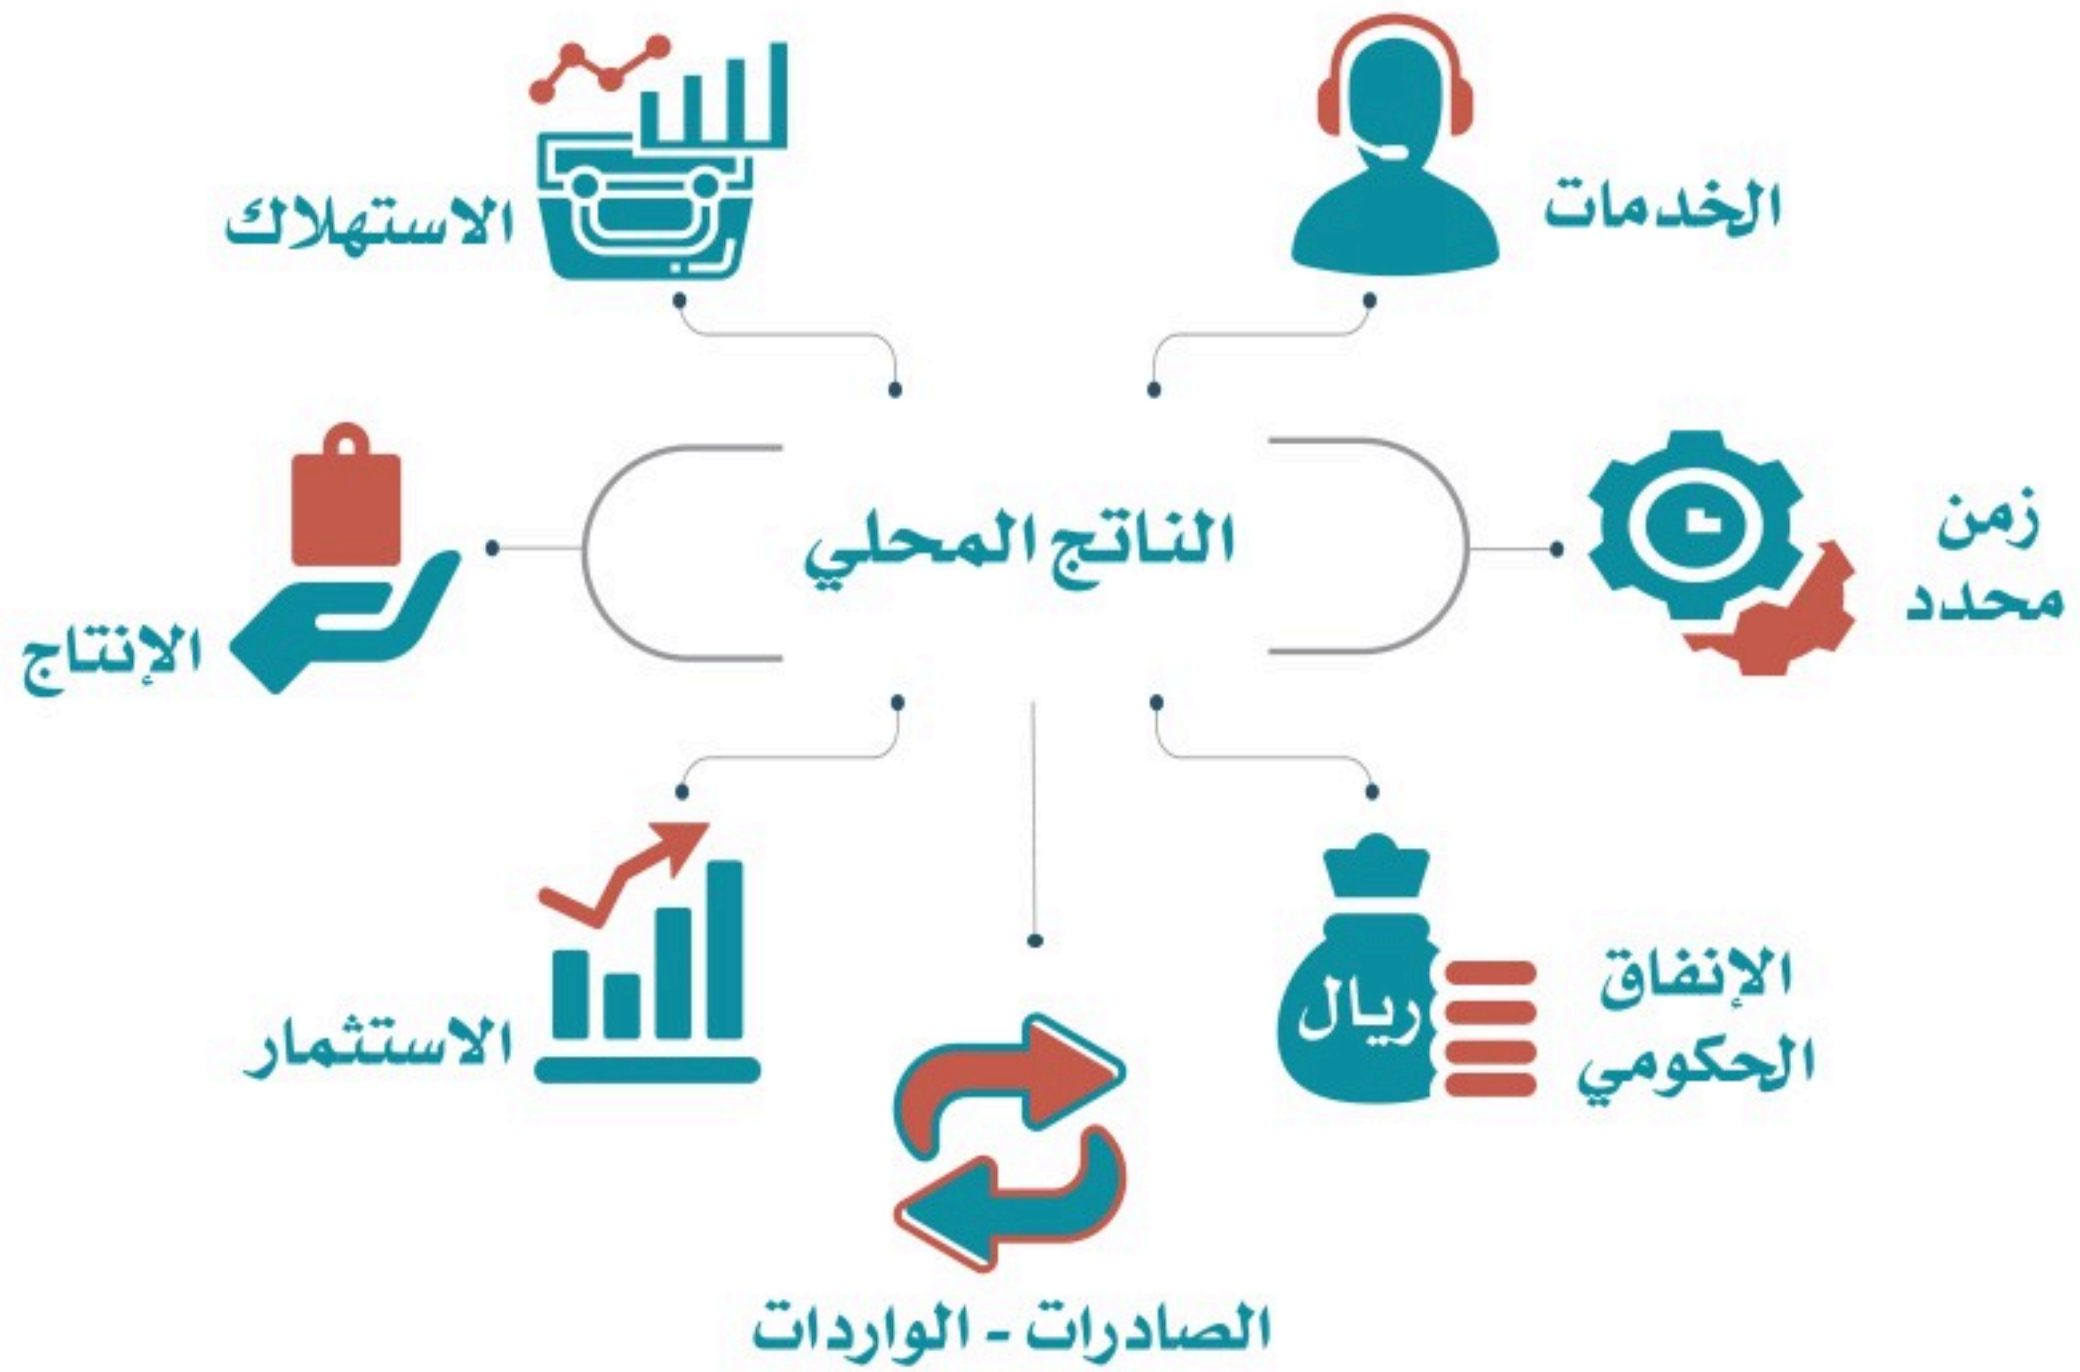 الخدمات
الاستهلاك
زمن
محدد
الناتج المحلي
الإنتاج
الإنفاق
الحكومي
ريال
الاستثمار
الصادرات - الواردات